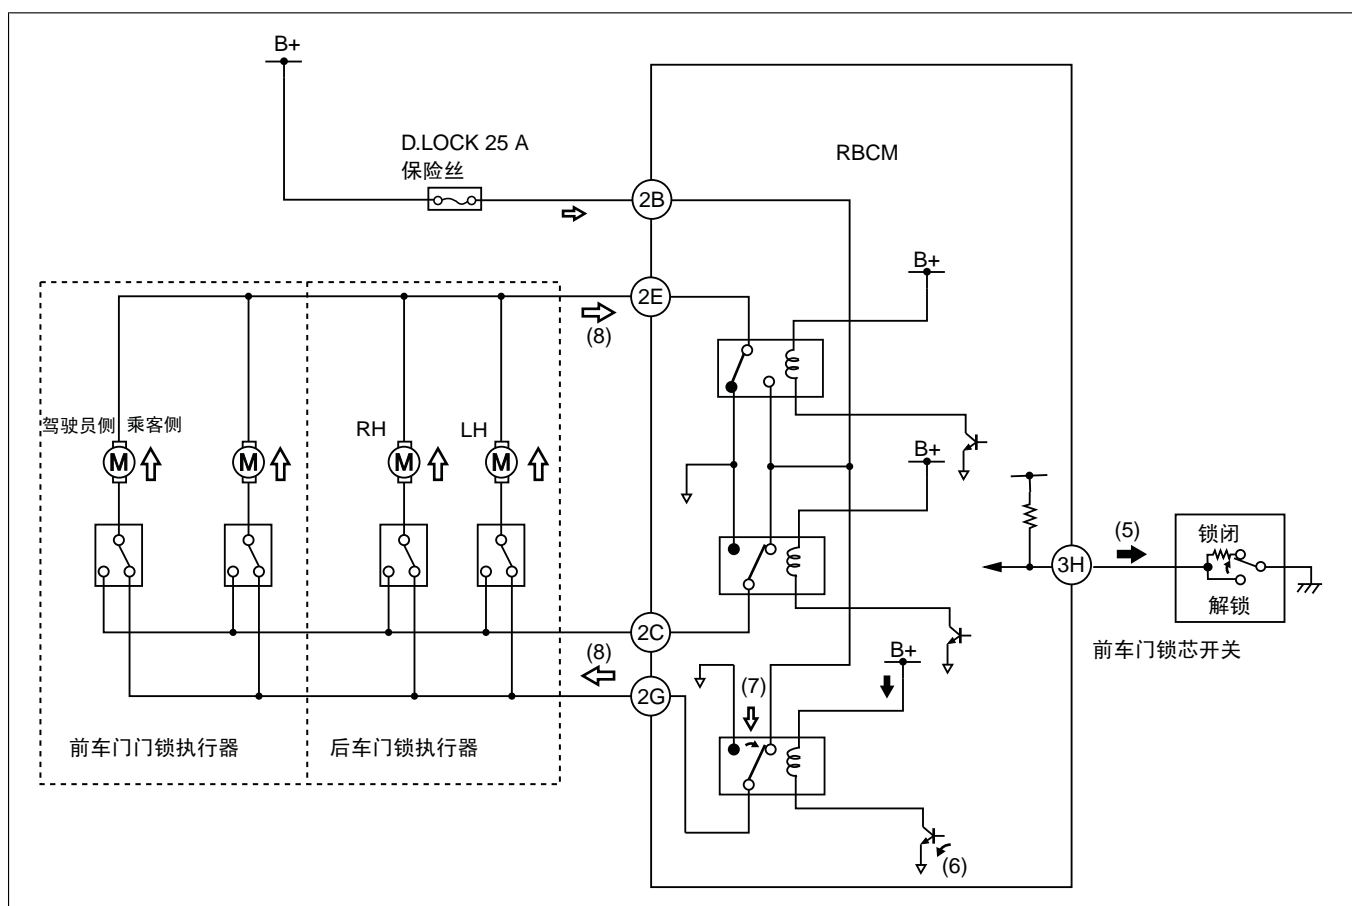 B+
D.LOCK 25 A
保险丝
RBCM
2B
B+
2E
(8)
驾驶员侧
乘客侧
RH
LH
M
M
M
M
B+
(5)
锁闭
3H
解锁
2C
前车门锁芯开关
(8)
B+
2G
(7)
前车门门锁执行器
后车门锁执行器
(6)